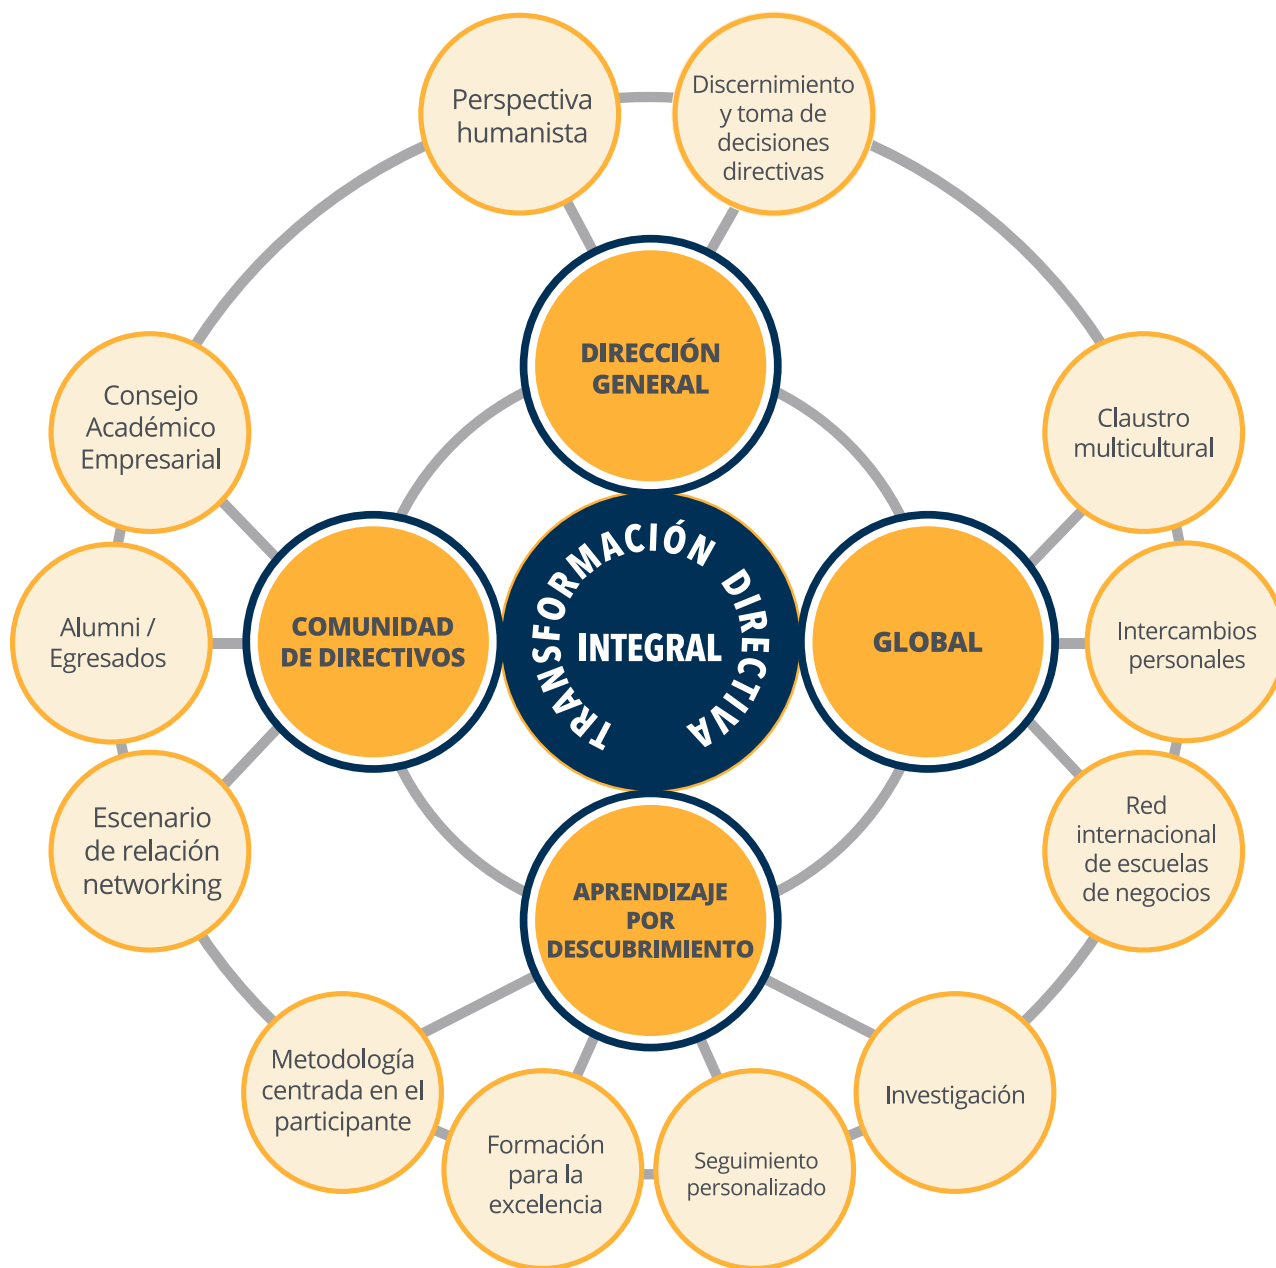 Perspectiva
humanista
Discernimiento
y toma de
decisiones
directivas
DIRECCIÓN
GENERAL
Consejo
Académico
Empresarial
Claustro
multicultural
TRANSFORMACIÓN DIRECTIVA
INTEGRAL
COMUNIDAD
DE DIRECTIVOS
GLOBAL
Alumni /
Egresados
Intercambios
personales
Escenario
de relación
networking
Red
internacional
de escuelas
de negocios
APRENDIZAJE
POR
DESCUBRIMIENTO
Metodología
centrada en el
participante
Formación
para la
excelencia
Seguimiento
personalizado
Investigación